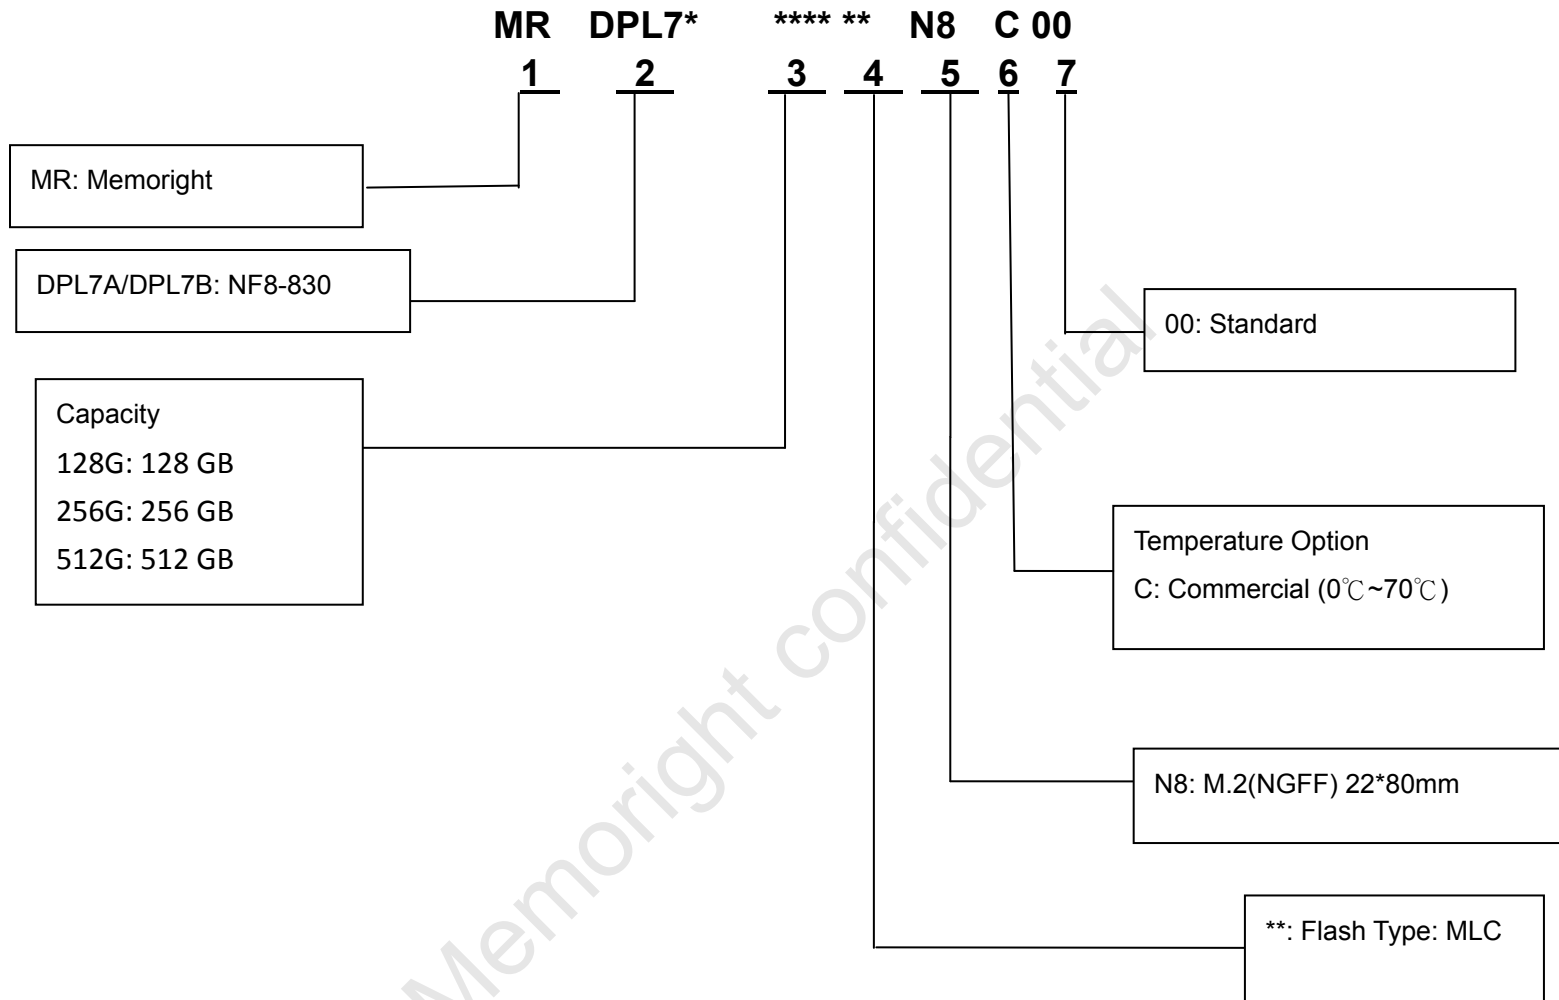 MR DPL7* **** ** N8 C 00
1 2 3 4 5 6 7
MR: Memoright
DPL7A/DPL7B: NF8-830
00: Standard
Capacity
128G: 128 GB
256G: 256 GB
512G: 512 GB
Temperature Option
C: Commercial (0℃~70℃)
N8: M.2(NGFF) 22*80mm
**: Flash Type: MLC
Memoright confidential